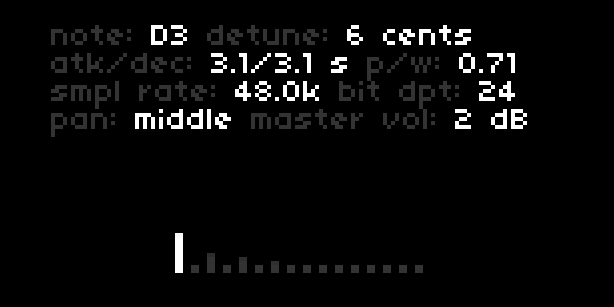 note: D3 detune: 6 cents
atk/dec: 3.1/3.1 s p/w: 0.71
smpl rate: 48.0k bit dpt: 24
pan: middle master vol: 2 dB